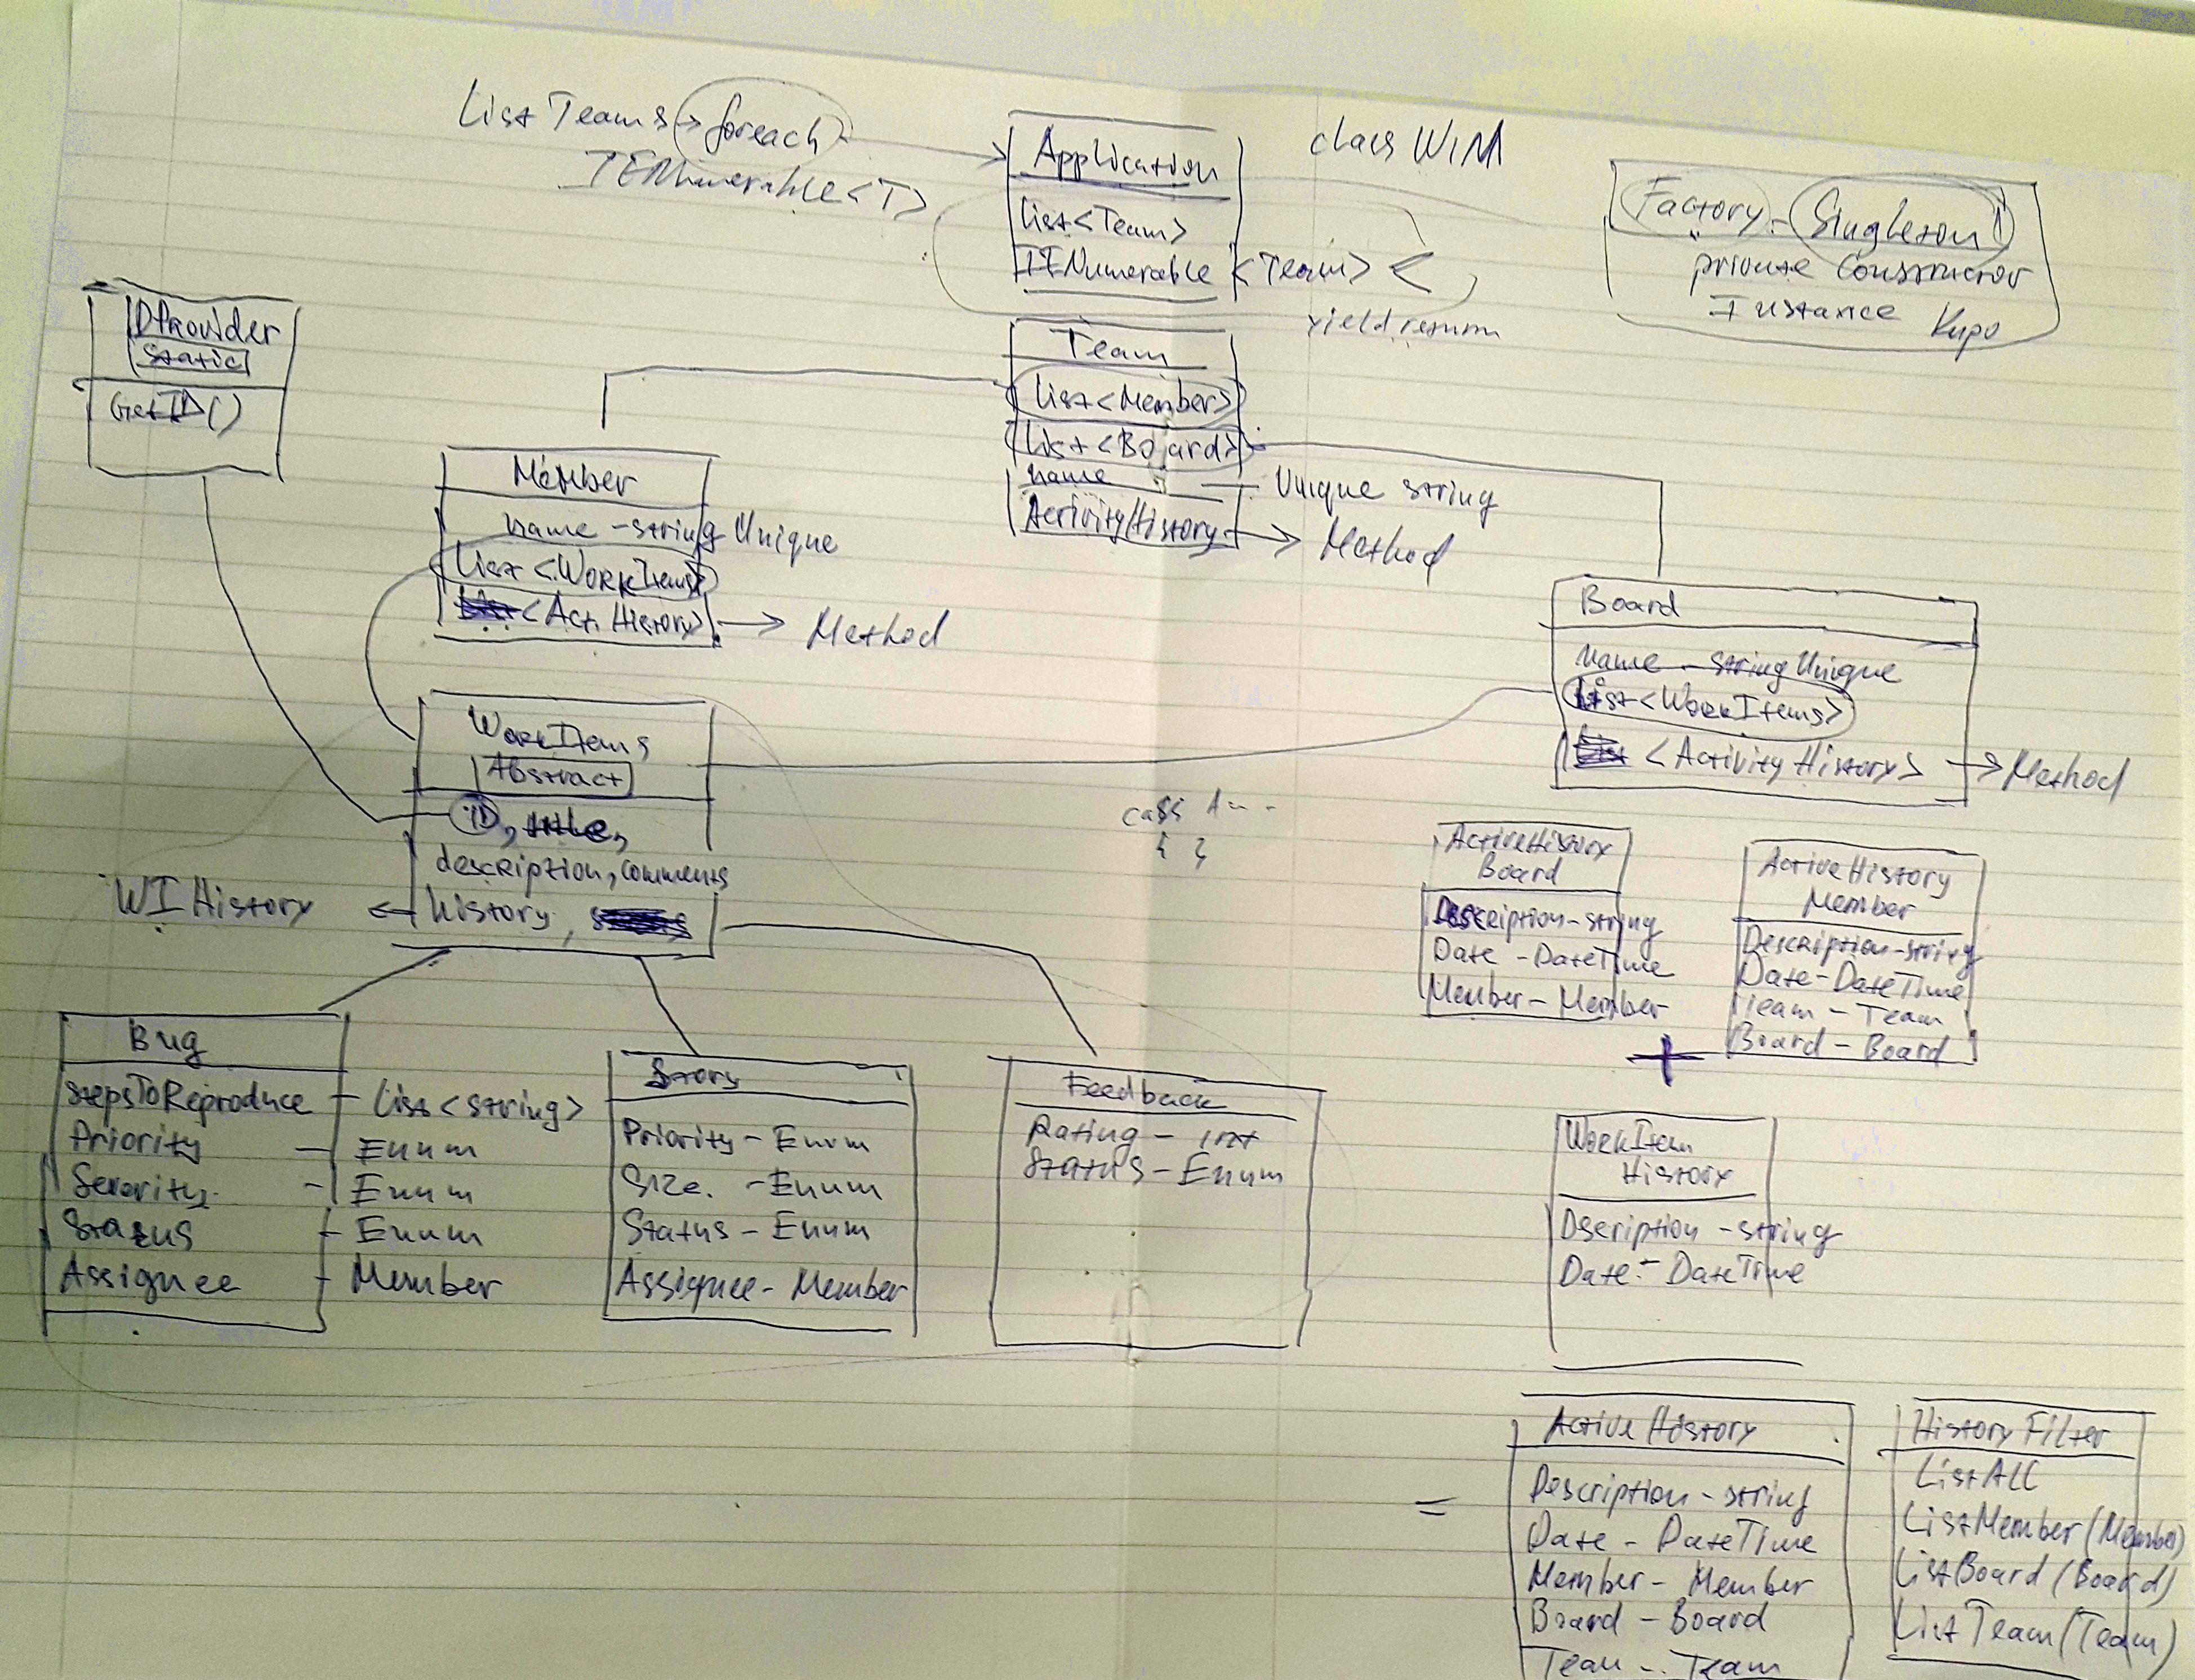 List Teams → foreach
IENumerable<T>
Application
List<Team>
IENumerable <Team> <
yield return
class WIM
Factory - Singleton!
private Constructor
Instance
IDProvider
static
GetID()
Team
List<Member>
List<Board>
name — Unique string
ActivityHistory → Method
Member
name - string Unique
List <WorkItems>
<Act. History> → Method
Board
name - string Unique
List<WorkItems>
<Activity History> → Method
WorkItems
Abstract
ID, title,
description, comments
WI History ← history,
{ }
Bug
StepsToReproduce - List<string>
Priority - Enum
Severity - Enum
Status - Enum
Assignee - Member
Story
Priority - Enum
Size. - Enum
Status - Enum
Assignee - Member
Feedback
Rating - int
Status - Enum
ActiveHistory
Board
Description-string
Date - DateTime
Member - Member
ActiveHistory
Member
Description-string
Date-DateTime
Team - Team
Board - Board
+
WorkItem
History
Dscription - string
Date - DateTime
=
Active History
Description - string
Date - DateTime
Member - Member
Board - Board
Team - Team
History Filter
ListAll
ListMember(Member)
ListBoard(Board)
ListTeam(Team)